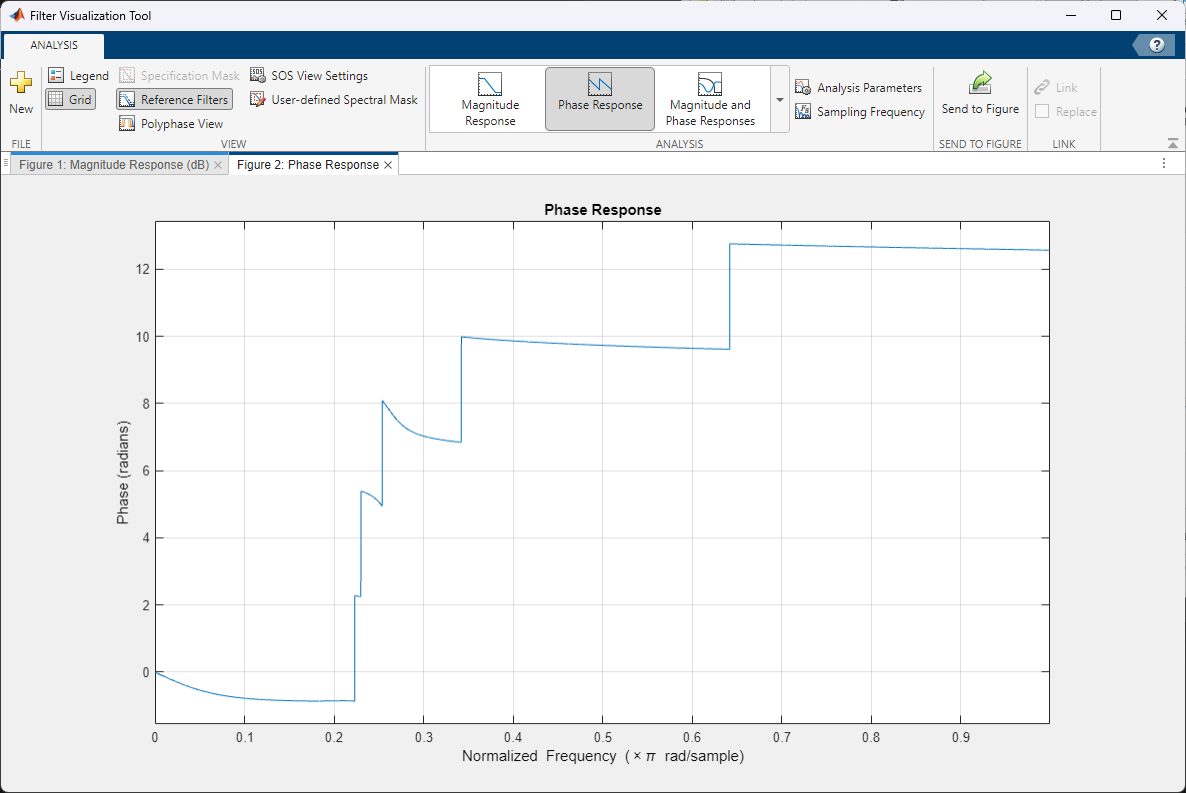 Filter Visualization Tool
ANALYSIS
?
New
Legend
Grid
Specification Mask
Reference Filters
Polyphase View
SOS
SOS View Settings
User-defined Spectral Mask
Magnitude
Response
Phase Response
Magnitude and
Phase Responses
Analysis Parameters
Fs
Sampling Frequency
Send to Figure
Link
Replace
FILE
VIEW
ANALYSIS
SEND TO FIGURE
LINK
Figure 1: Magnitude Response (dB)
Figure 2: Phase Response
Phase Response
12
10
8
6
4
2
0
Phase (radians)
0 0.1 0.2 0.3 0.4 0.5 0.6 0.7 0.8 0.9
Normalized Frequency (× π rad/sample)